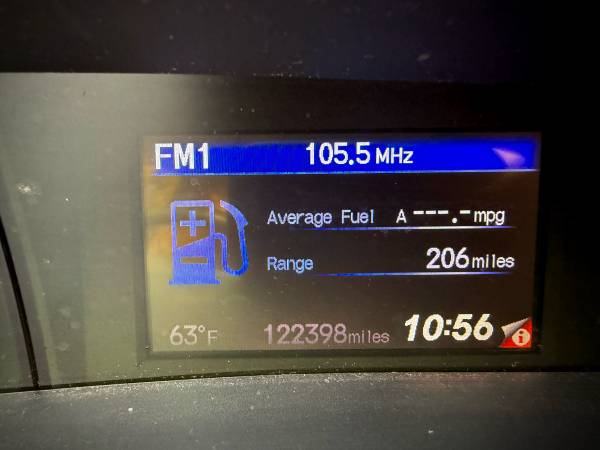 FM1 105.5 MHz
Average Fuel A ---.- mpg
Range 206 miles
63°F 122398 miles 10:56 i